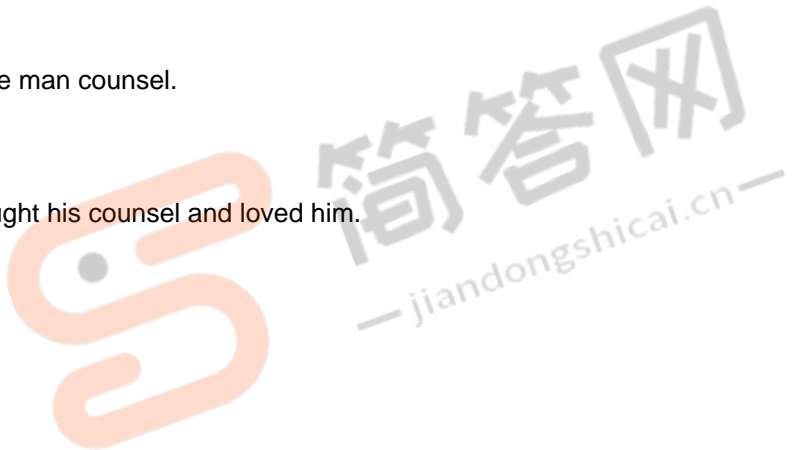 e man counsel.
简答网
ght his counsel and loved him.
jiandongshicai.cn